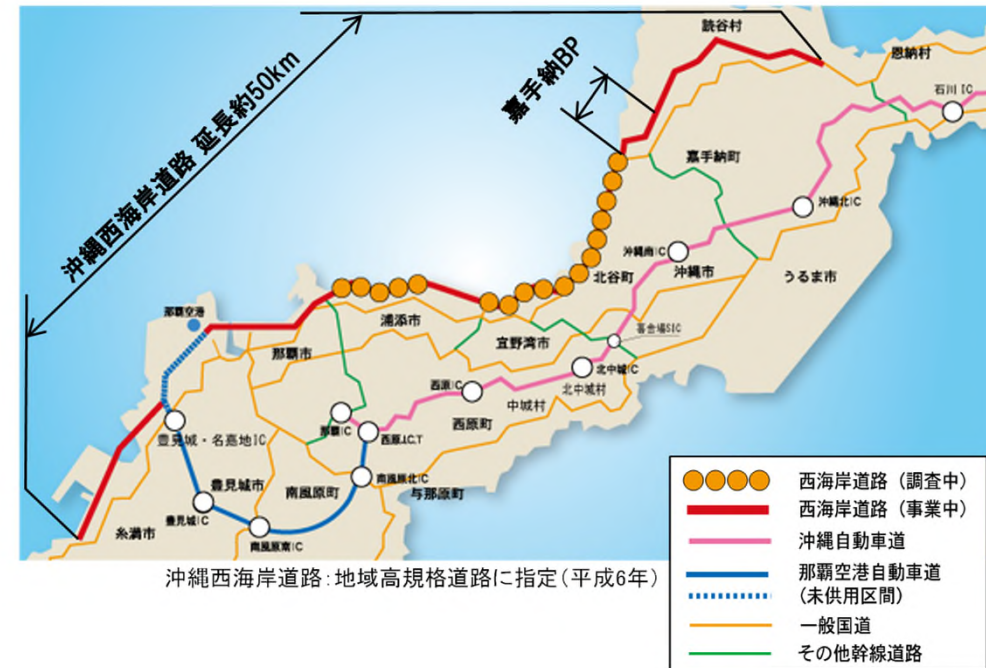 読谷村
恩納村
石川IC
嘉手納BP
沖縄西海岸道路 延長約50km
嘉手納町
沖縄北IC
沖縄南IC
北谷町
沖縄市
うるま市
那覇空港
浦添市
那覇市
宜野湾市
喜舎場SIC
北中城IC
北中城村
西原IC
中城村
西原町
那覇IC
西原J.C.T
豊見城・名嘉地IC
南風原北IC
豊見城市
南風原町
与那原町
豊見城IC
糸満市
南風原南IC
西海岸道路（調査中）
西海岸道路（事業中）
沖縄自動車道
那覇空港自動車道
（未供用区間）
一般国道
その他幹線道路
沖縄西海岸道路：地域高規格道路に指定（平成6年）